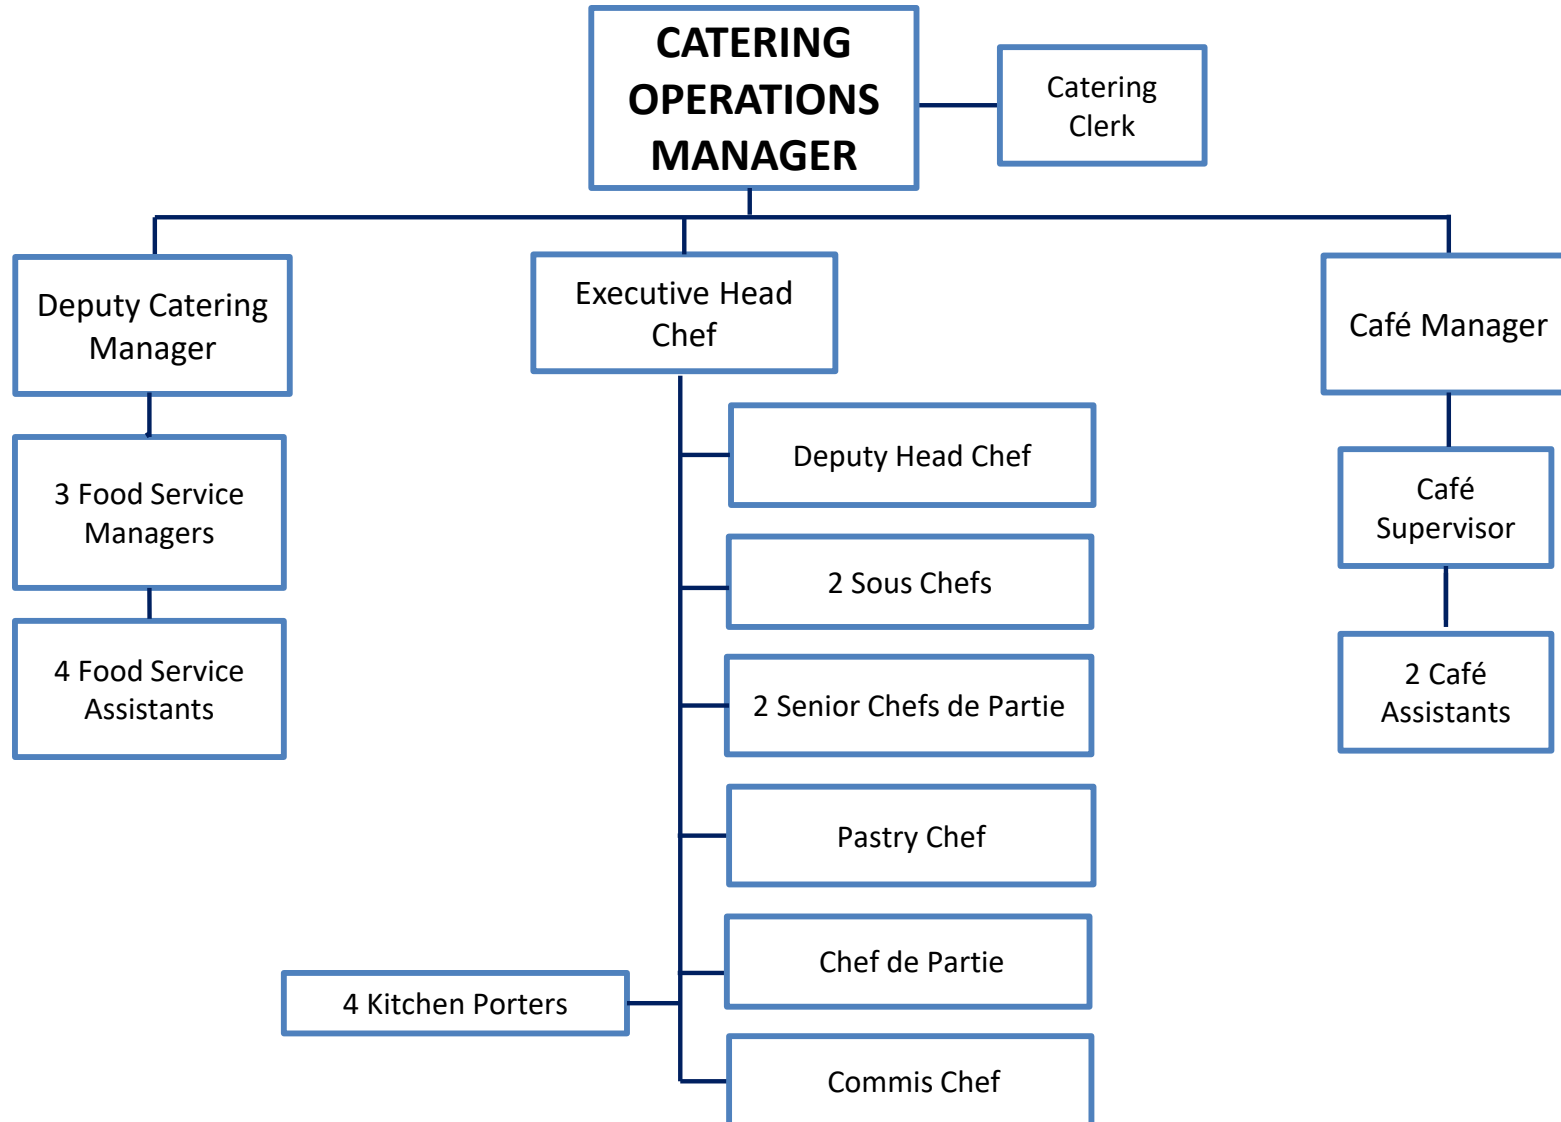 CATERING
OPERATIONS
MANAGER
Catering
Clerk
Deputy Catering
Manager
Executive Head
Chef
Café Manager
3 Food Service
Managers
4 Food Service
Assistants
Deputy Head Chef
2 Sous Chefs
2 Senior Chefs de Partie
Pastry Chef
Chef de Partie
4 Kitchen Porters
Commis Chef
Café
Supervisor
2 Café
Assistants